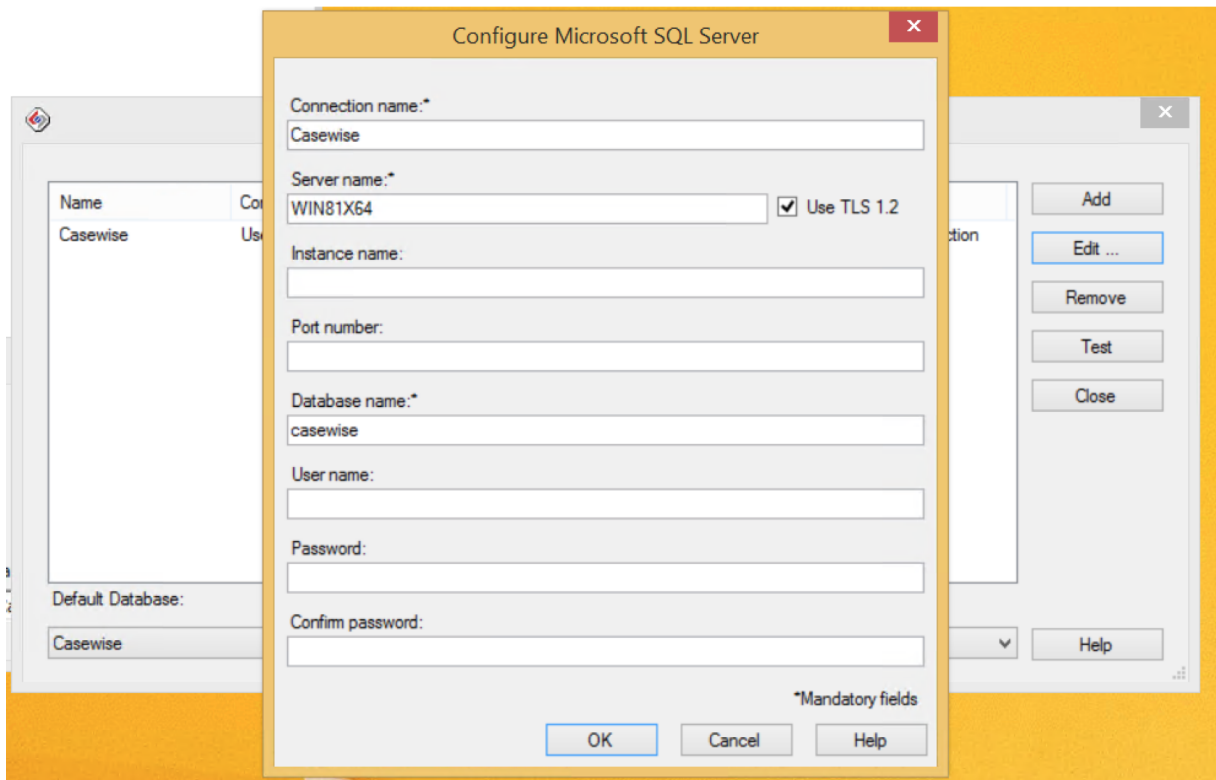 Configure Microsoft SQL Server
Connection name:*
Casewise
Server name:*
WIN81X64
Use TLS 1.2
Instance name:
Port number:
Database name:*
casewise
User name:
Password:
Confirm password:
*Mandatory fields
OK Cancel Help
Name
Casewise
Add
Edit ...
Remove
Test
Close
Default Database:
Casewise
Help